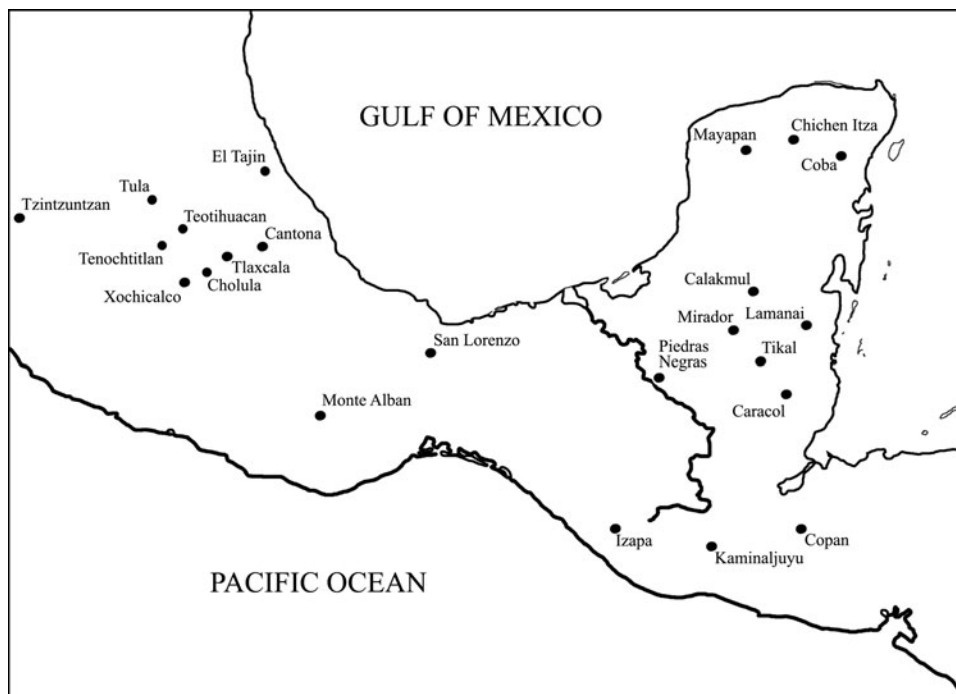 GULF OF MEXICO
Mayapan
Chichen Itza
Coba
El Tajin
Tula
Tzintzuntzan
Teotihuacan
Cantona
Tenochtitlan
Tlaxcala
Cholula
Xochicalco
Calakmul
Mirador
Lamanai
San Lorenzo
Piedras
Negras
Tikal
Caracol
Monte Alban
Izapa
Copan
Kaminaljuyu
PACIFIC OCEAN